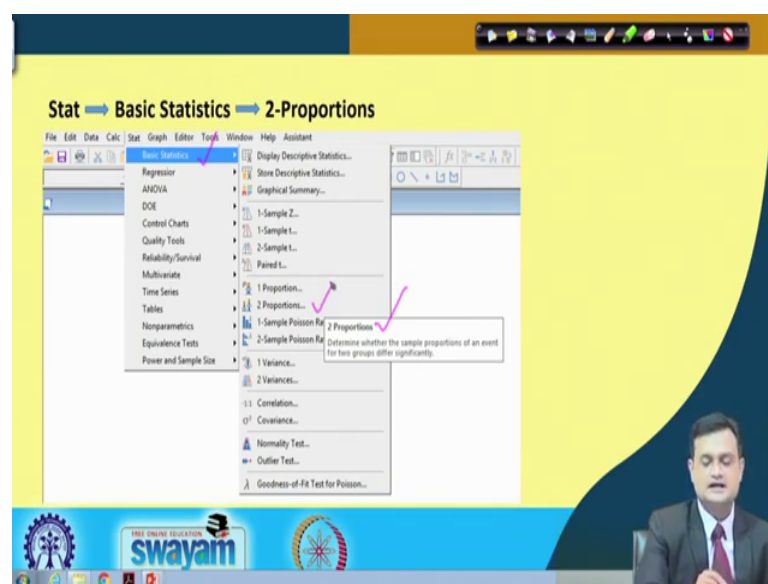 Stat ➡ Basic Statistics ➡ 2-Proportions
File Edit Data Calc Stat Graph Editor Tools Window Help Assistant
Basic Statistics
Regression
ANOVA
DOE
Control Charts
Quality Tools
Reliability/Survival
Multivariate
Time Series
Tables
Nonparametrics
Equivalence Tests
Power and Sample Size
Display Descriptive Statistics...
Store Descriptive Statistics...
Graphical Summary...
1-Sample Z...
1-Sample t...
2-Sample t...
Paired t...
1 Proportion...
2 Proportions...
1-Sample Poisson Ra
2-Sample Poisson Ra
1 Variance...
2 Variances...
Correlation...
Covariance...
Normality Test...
Outlier Test...
Goodness-of-Fit Test for Poisson...
2 Proportions
Determine whether the sample proportions of an event
for two groups differ significantly.
FREE ONLINE EDUCATION
swayam